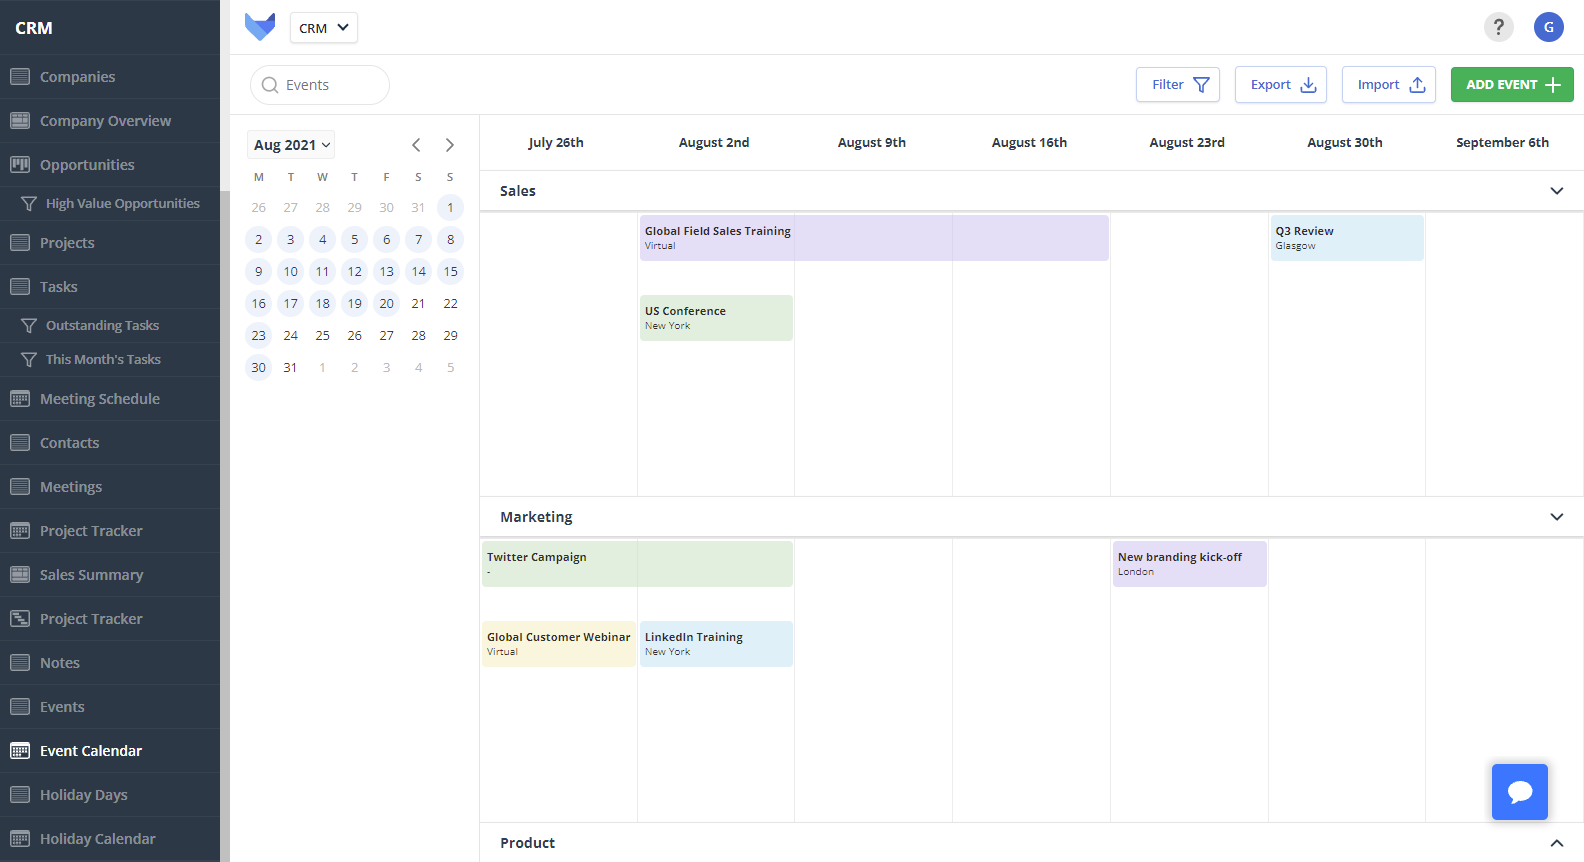 CRM
Companies
Company Overview
Opportunities
High Value Opportunities
Projects
Tasks
Outstanding Tasks
This Month's Tasks
Meeting Schedule
Contacts
Meetings
Project Tracker
Sales Summary
Project Tracker
Notes
Events
Event Calendar
Holiday Days
Holiday Calendar
CRM
?
G
Events
Filter
Export
Import
ADD EVENT
Aug 2021
M T W T F S S
26 27 28 29 30 31 1
2 3 4 5 6 7 8
9 10 11 12 13 14 15
16 17 18 19 20 21 22
23 24 25 26 27 28 29
30 31 1 2 3 4 5
July 26th August 2nd August 9th August 16th August 23rd August 30th September 6th
Sales
Global Field Sales Training
Virtual
Q3 Review
Glasgow
US Conference
New York
Marketing
Twitter Campaign
-
New branding kick-off
London
Global Customer Webinar
Virtual
LinkedIn Training
New York
Product